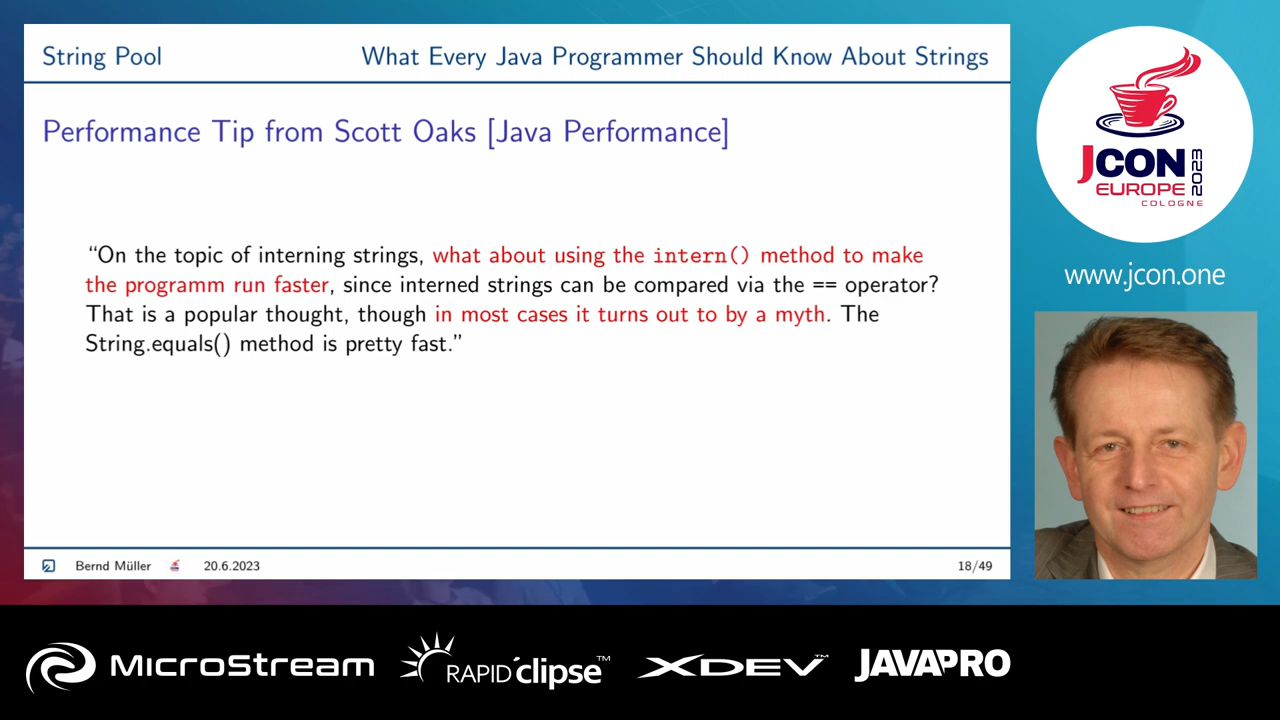 String Pool
What Every Java Programmer Should Know About Strings
Performance Tip from Scott Oaks [Java Performance]
“On the topic of interning strings, what about using the intern() method to make
the programm run faster, since interned strings can be compared via the == operator?
That is a popular thought, though in most cases it turns out to by a myth. The
String.equals() method is pretty fast.”
Bernd Müller
20.6.2023
18/49
JCON
2023
EUROPE
COLOGNE
www.jcon.one
MicroStream
RAPID clipse™
XDEV™
JAVAPRO